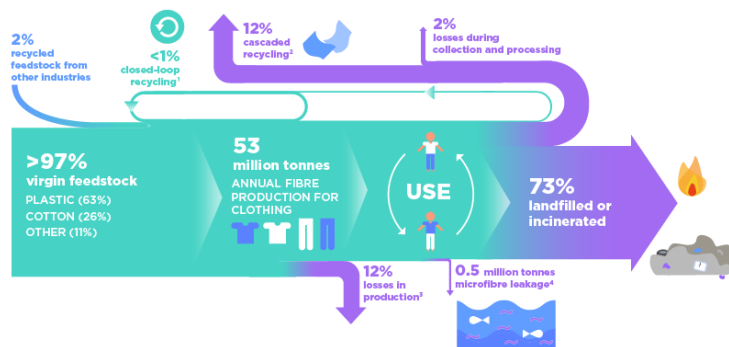 2%
recycled
feedstock from
other industries
<1%
closed-loop
recycling¹
12%
cascaded
recycling²
2%
losses during
collection and processing
>97%
virgin feedstock
PLASTIC (63%)
COTTON (26%)
OTHER (11%)
53
million tonnes
ANNUAL FIBRE
PRODUCTION FOR
CLOTHING
USE
73%
landfilled or
incinerated
12%
losses in
production³
0.5 million tonnes
microfibre leakage⁴